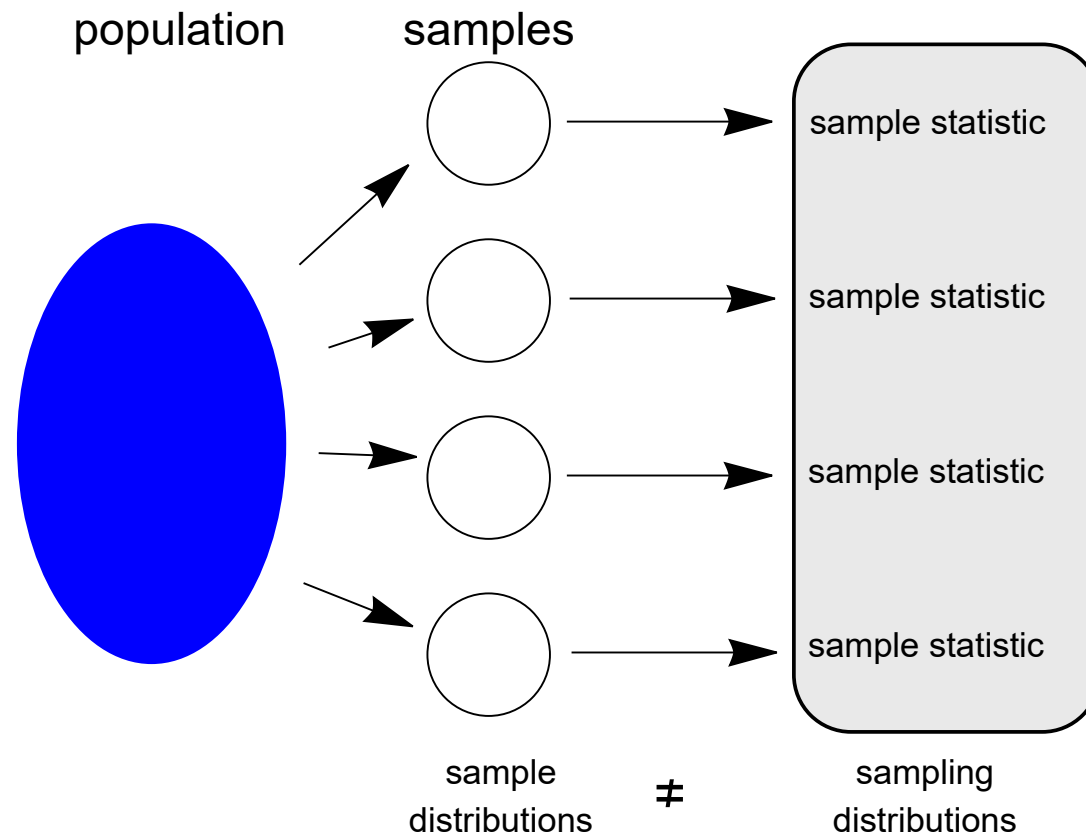 population
samples
sample statistic
sample statistic
sample statistic
sample statistic
sample
distributions
≠
sampling
distributions